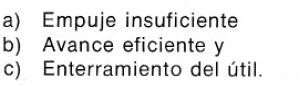 a) Empuje insuficiente
b) Avance eficiente y
c) Enterramiento del útil.